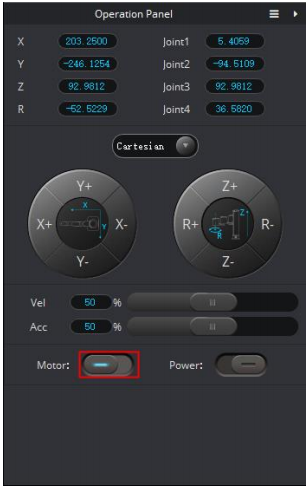 Operation Panel
X 203.2500 Joint1 5.4059
Y -246.1254 Joint2 -94.5109
Z 92.9812 Joint3 92.9812
R -52.5229 Joint4 36.5820
Cartesian
Y+ Z+
X
X+ Y X- R+ Z+ R R-
Y- Z-
Vel 50 %
Acc 50 %
Motor: Power: